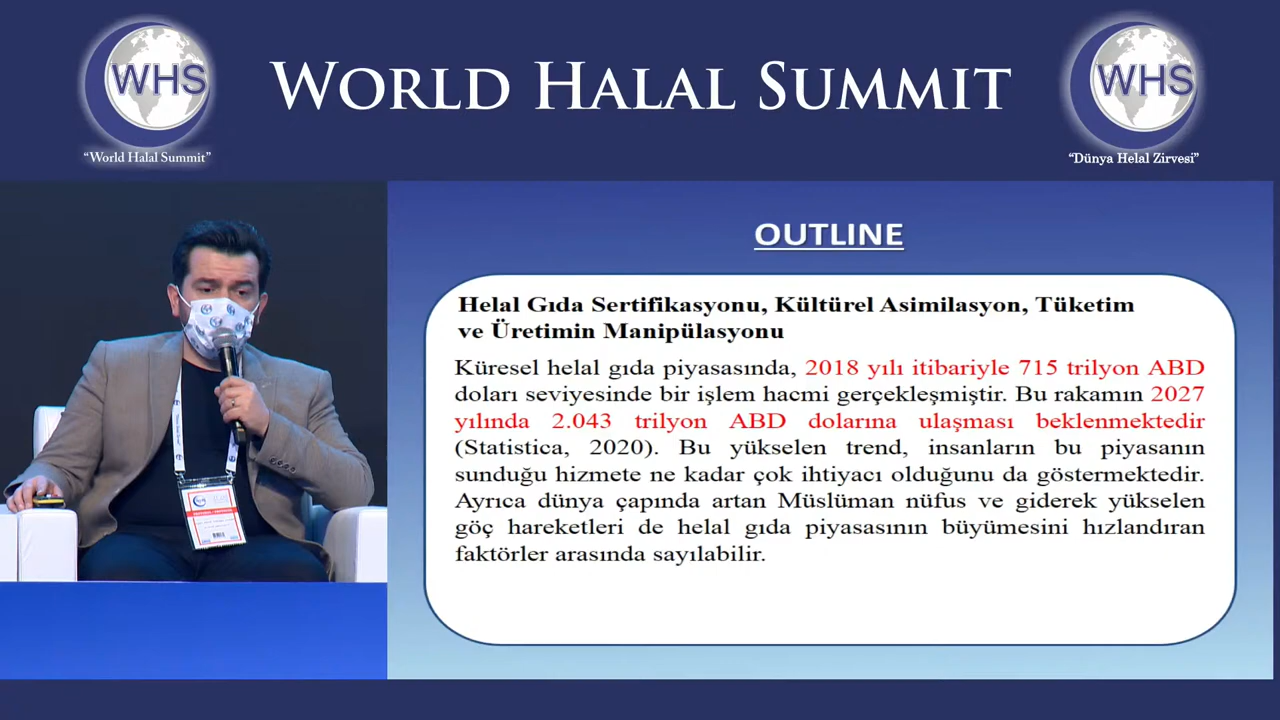 WHS
WORLD HALAL SUMMIT
WHS
“World Halal Summit”
“Dünya Helal Zirvesi”
OUTLINE
Helal Gıda Sertifikasyonu, Kültürel Asimilasyon, Tüketim
ve Üretimin Manipülasyonu
Küresel helal gıda piyasasında, 2018 yılı itibariyle 715 trilyon ABD
doları seviyesinde bir işlem hacmi gerçekleşmiştir. Bu rakamın 2027
yılında 2.043 trilyon ABD dolarına ulaşması beklenmektedir
(Statistica, 2020). Bu yükselen trend, insanların bu piyasanın
sunduğu hizmete ne kadar çok ihtiyacı olduğunu da göstermektedir.
Ayrıca dünya çapında artan Müslüman nüfus ve giderek yükselen
göç hareketleri de helal gıda piyasasının büyümesini hızlandıran
faktörler arasında sayılabilir.